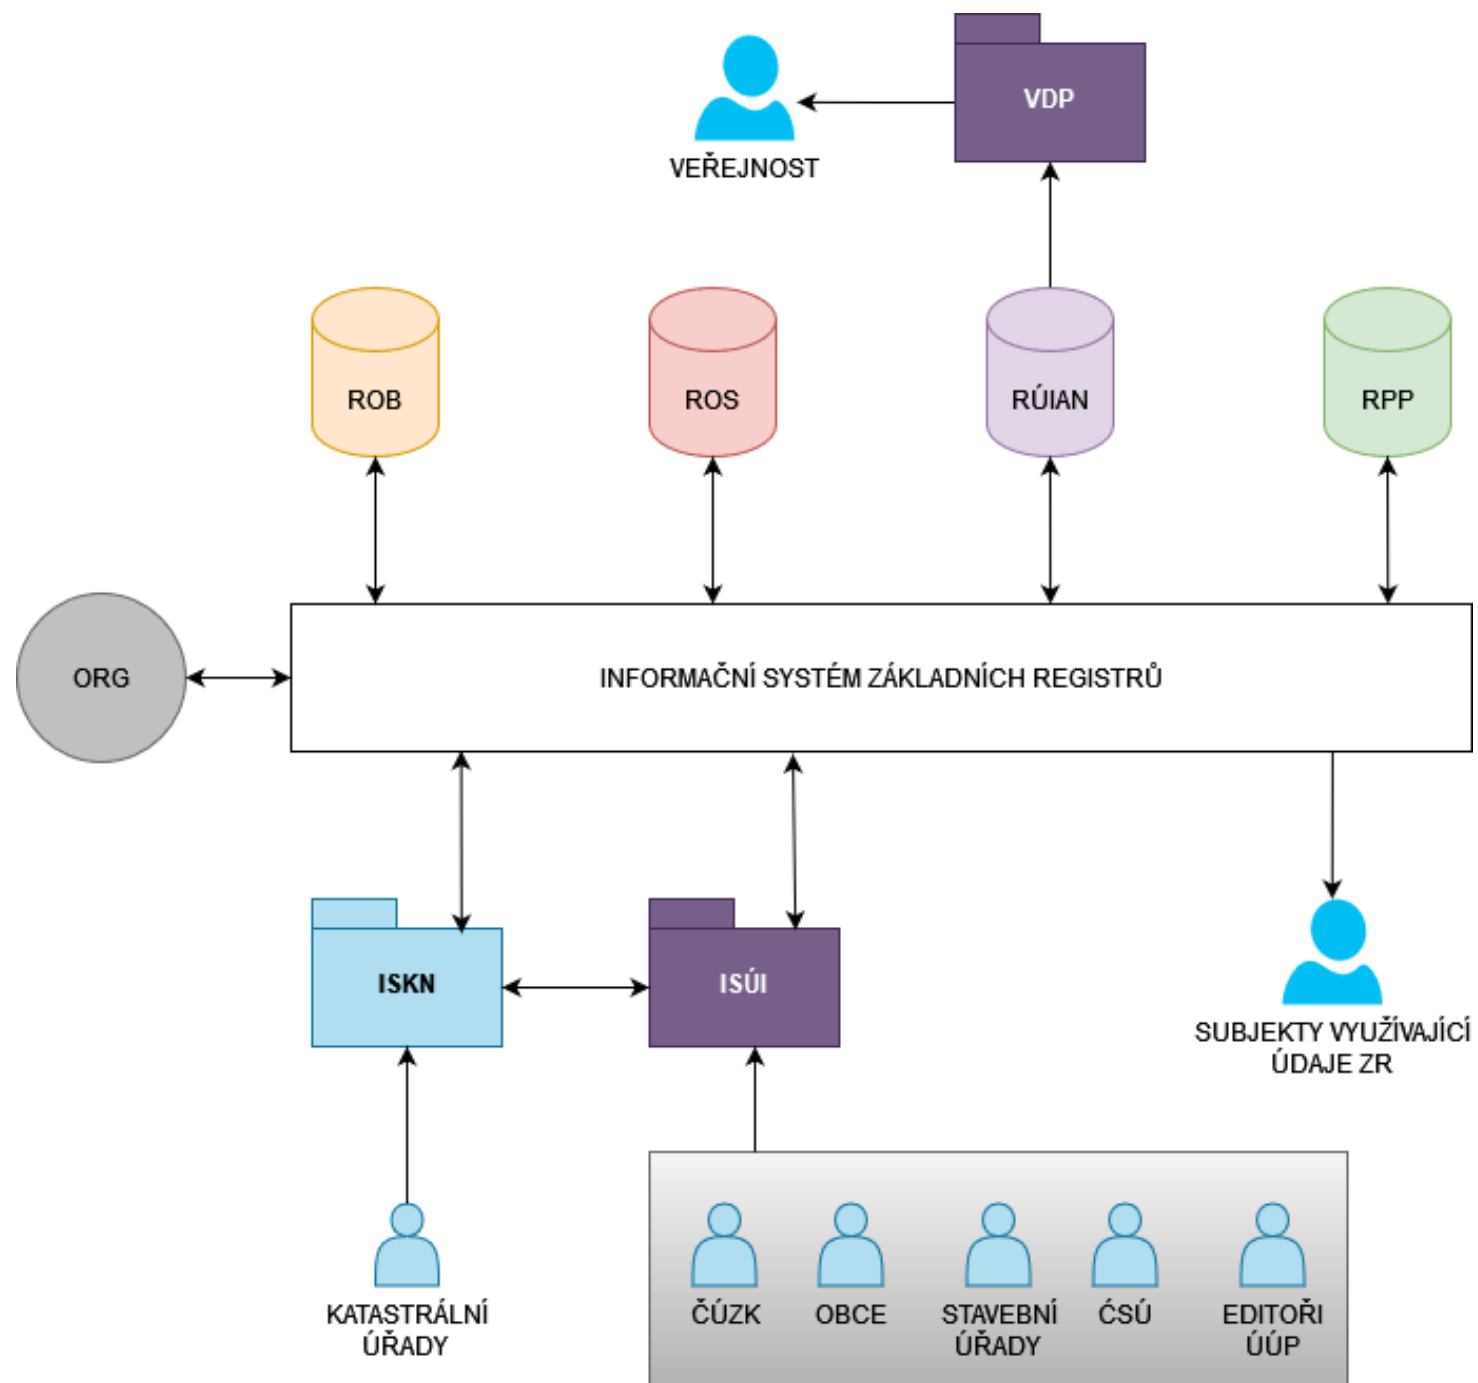 VDP
VEŘEJNOST
ROB
ROS
RÚIAN
RPP
ORG
INFORMAČNÍ SYSTÉM ZÁKLADNÍCH REGISTRŮ
ISKN
ISÚI
SUBJEKTY VYUŽÍVAJÍCÍ
ÚDAJE ZR
KATASTRÁLNÍ
ÚŘADY
ČÚZK
OBCE
STAVEBNÍ
ÚŘADY
ĆSÚ
EDITOŘI
ÚÚP